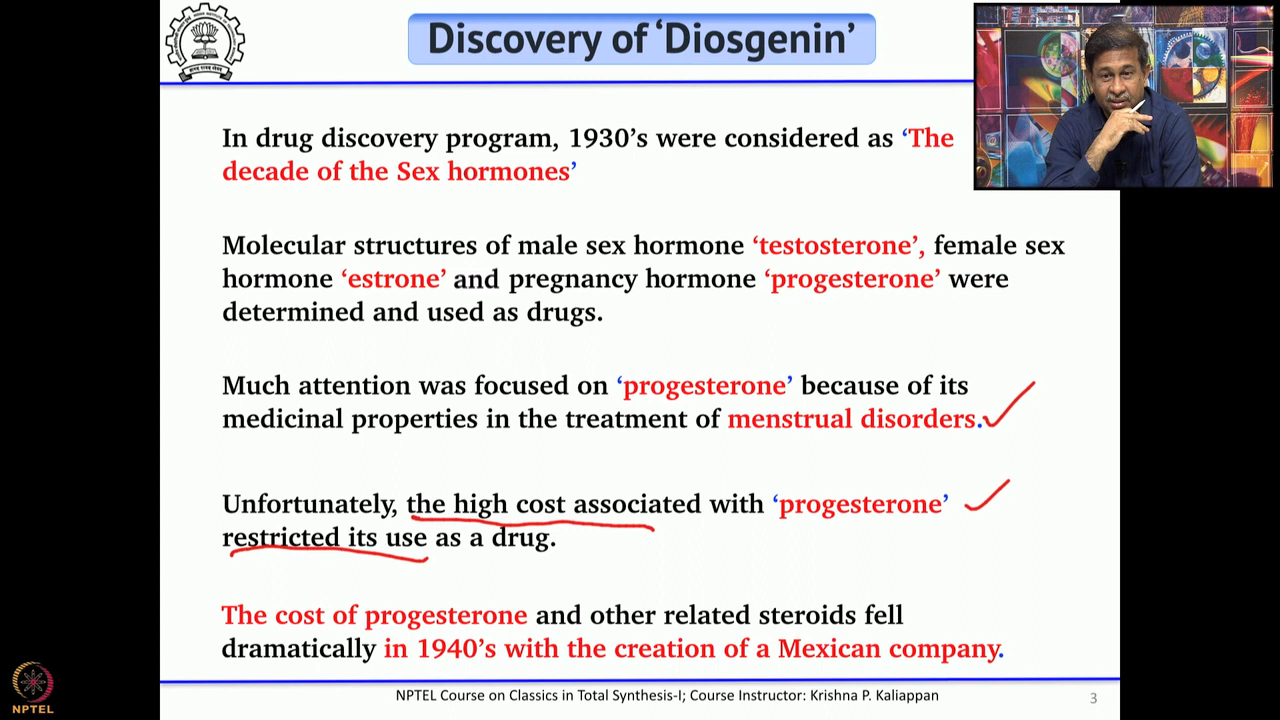 Discovery of ‘Diosgenin’
In drug discovery program, 1930’s were considered as ‘The
decade of the Sex hormones’
Molecular structures of male sex hormone ‘testosterone’, female sex
hormone ‘estrone’ and pregnancy hormone ‘progesterone’ were
determined and used as drugs.
Much attention was focused on ‘progesterone’ because of its
medicinal properties in the treatment of menstrual disorders.
Unfortunately, the high cost associated with ‘progesterone’
restricted its use as a drug.
The cost of progesterone and other related steroids fell
dramatically in 1940’s with the creation of a Mexican company.
NPTEL Course on Classics in Total Synthesis-I; Course Instructor: Krishna P. Kaliappan
3
NPTEL